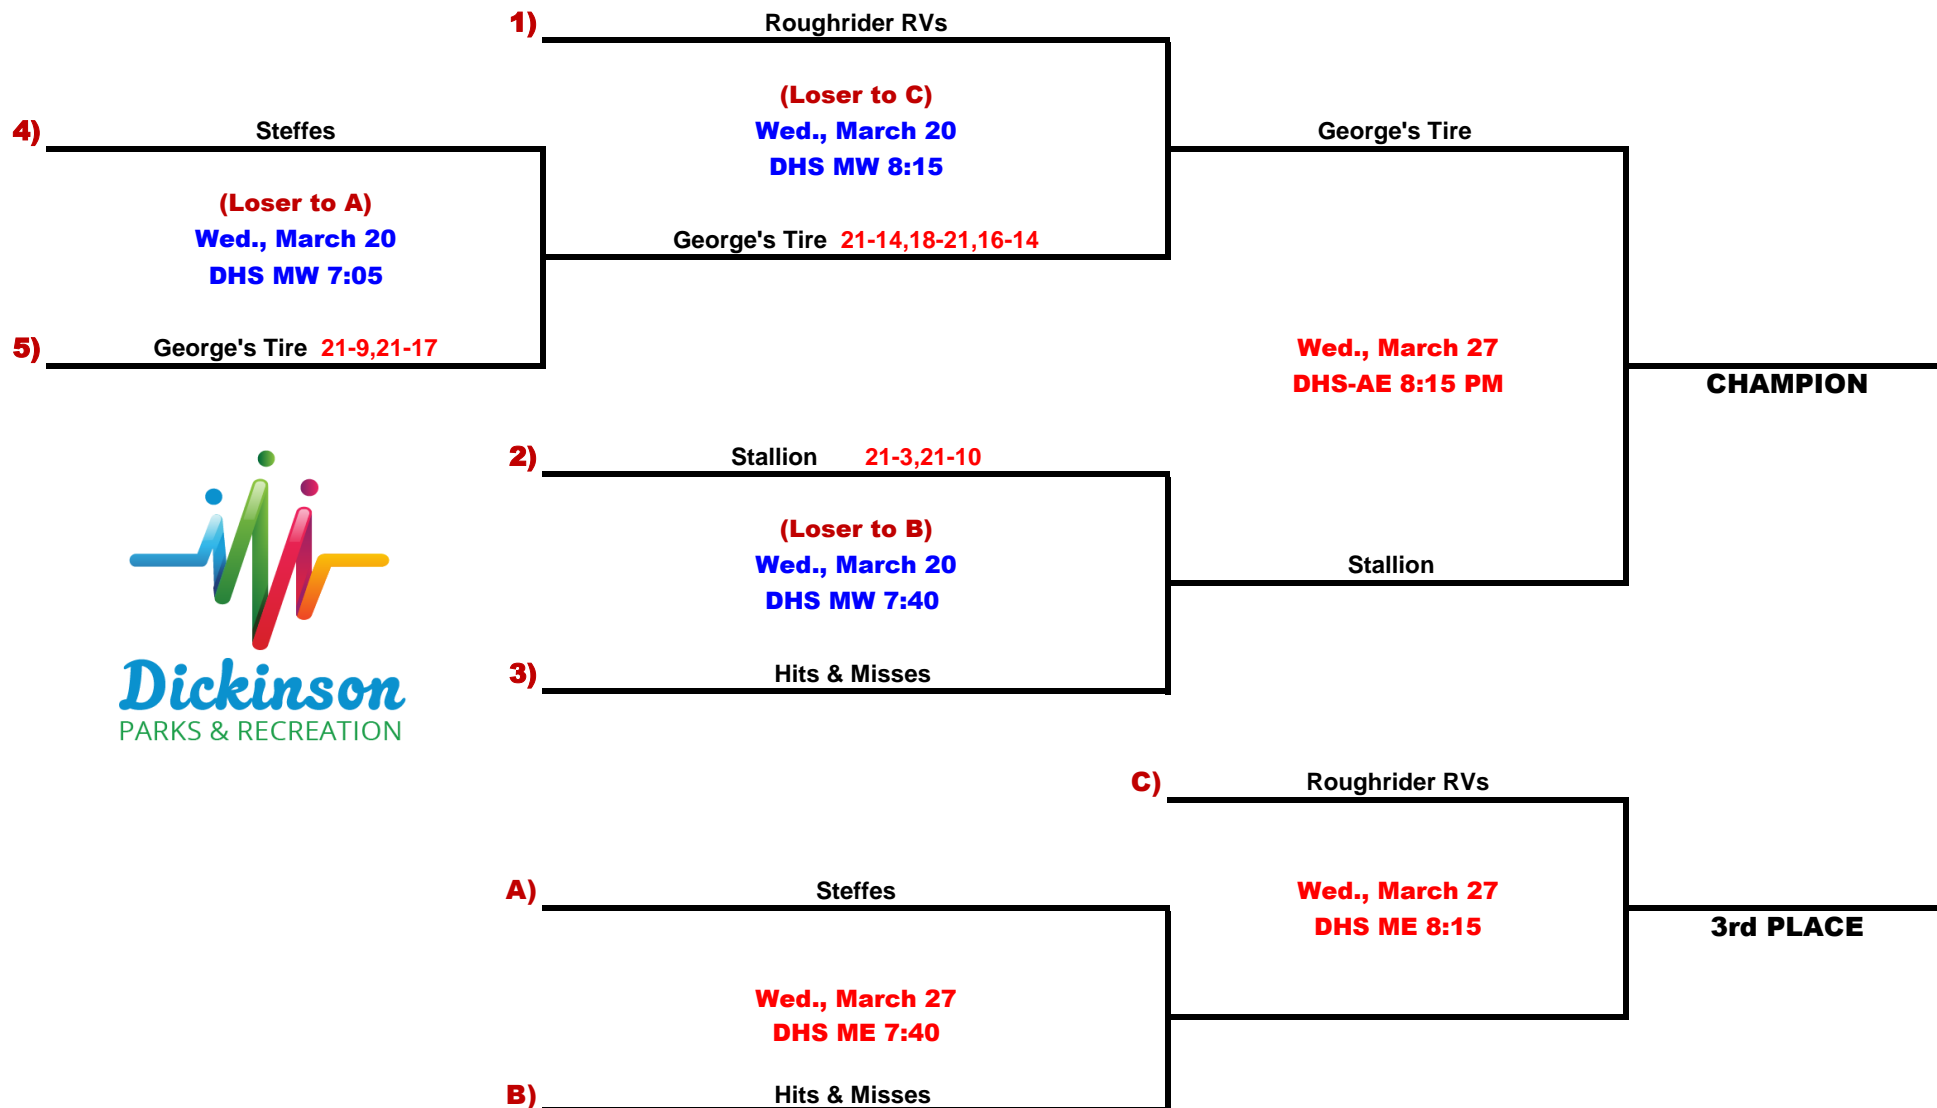 1) Roughrider RVs
(Loser to C)
Wed., March 20
DHS MW 8:15
4) Steffes
George's Tire
(Loser to A)
Wed., March 20
DHS MW 7:05
George's Tire 21-14,18-21,16-14
5) George's Tire 21-9,21-17
Wed., March 27
DHS-AE 8:15 PM
CHAMPION
2) Stallion 21-3,21-10
(Loser to B)
Wed., March 20
DHS MW 7:40
Stallion
3) Hits & Misses
Dickinson
PARKS & RECREATION
C) Roughrider RVs
A) Steffes
Wed., March 27
DHS ME 8:15
3rd PLACE
Wed., March 27
DHS ME 7:40
B) Hits & Misses